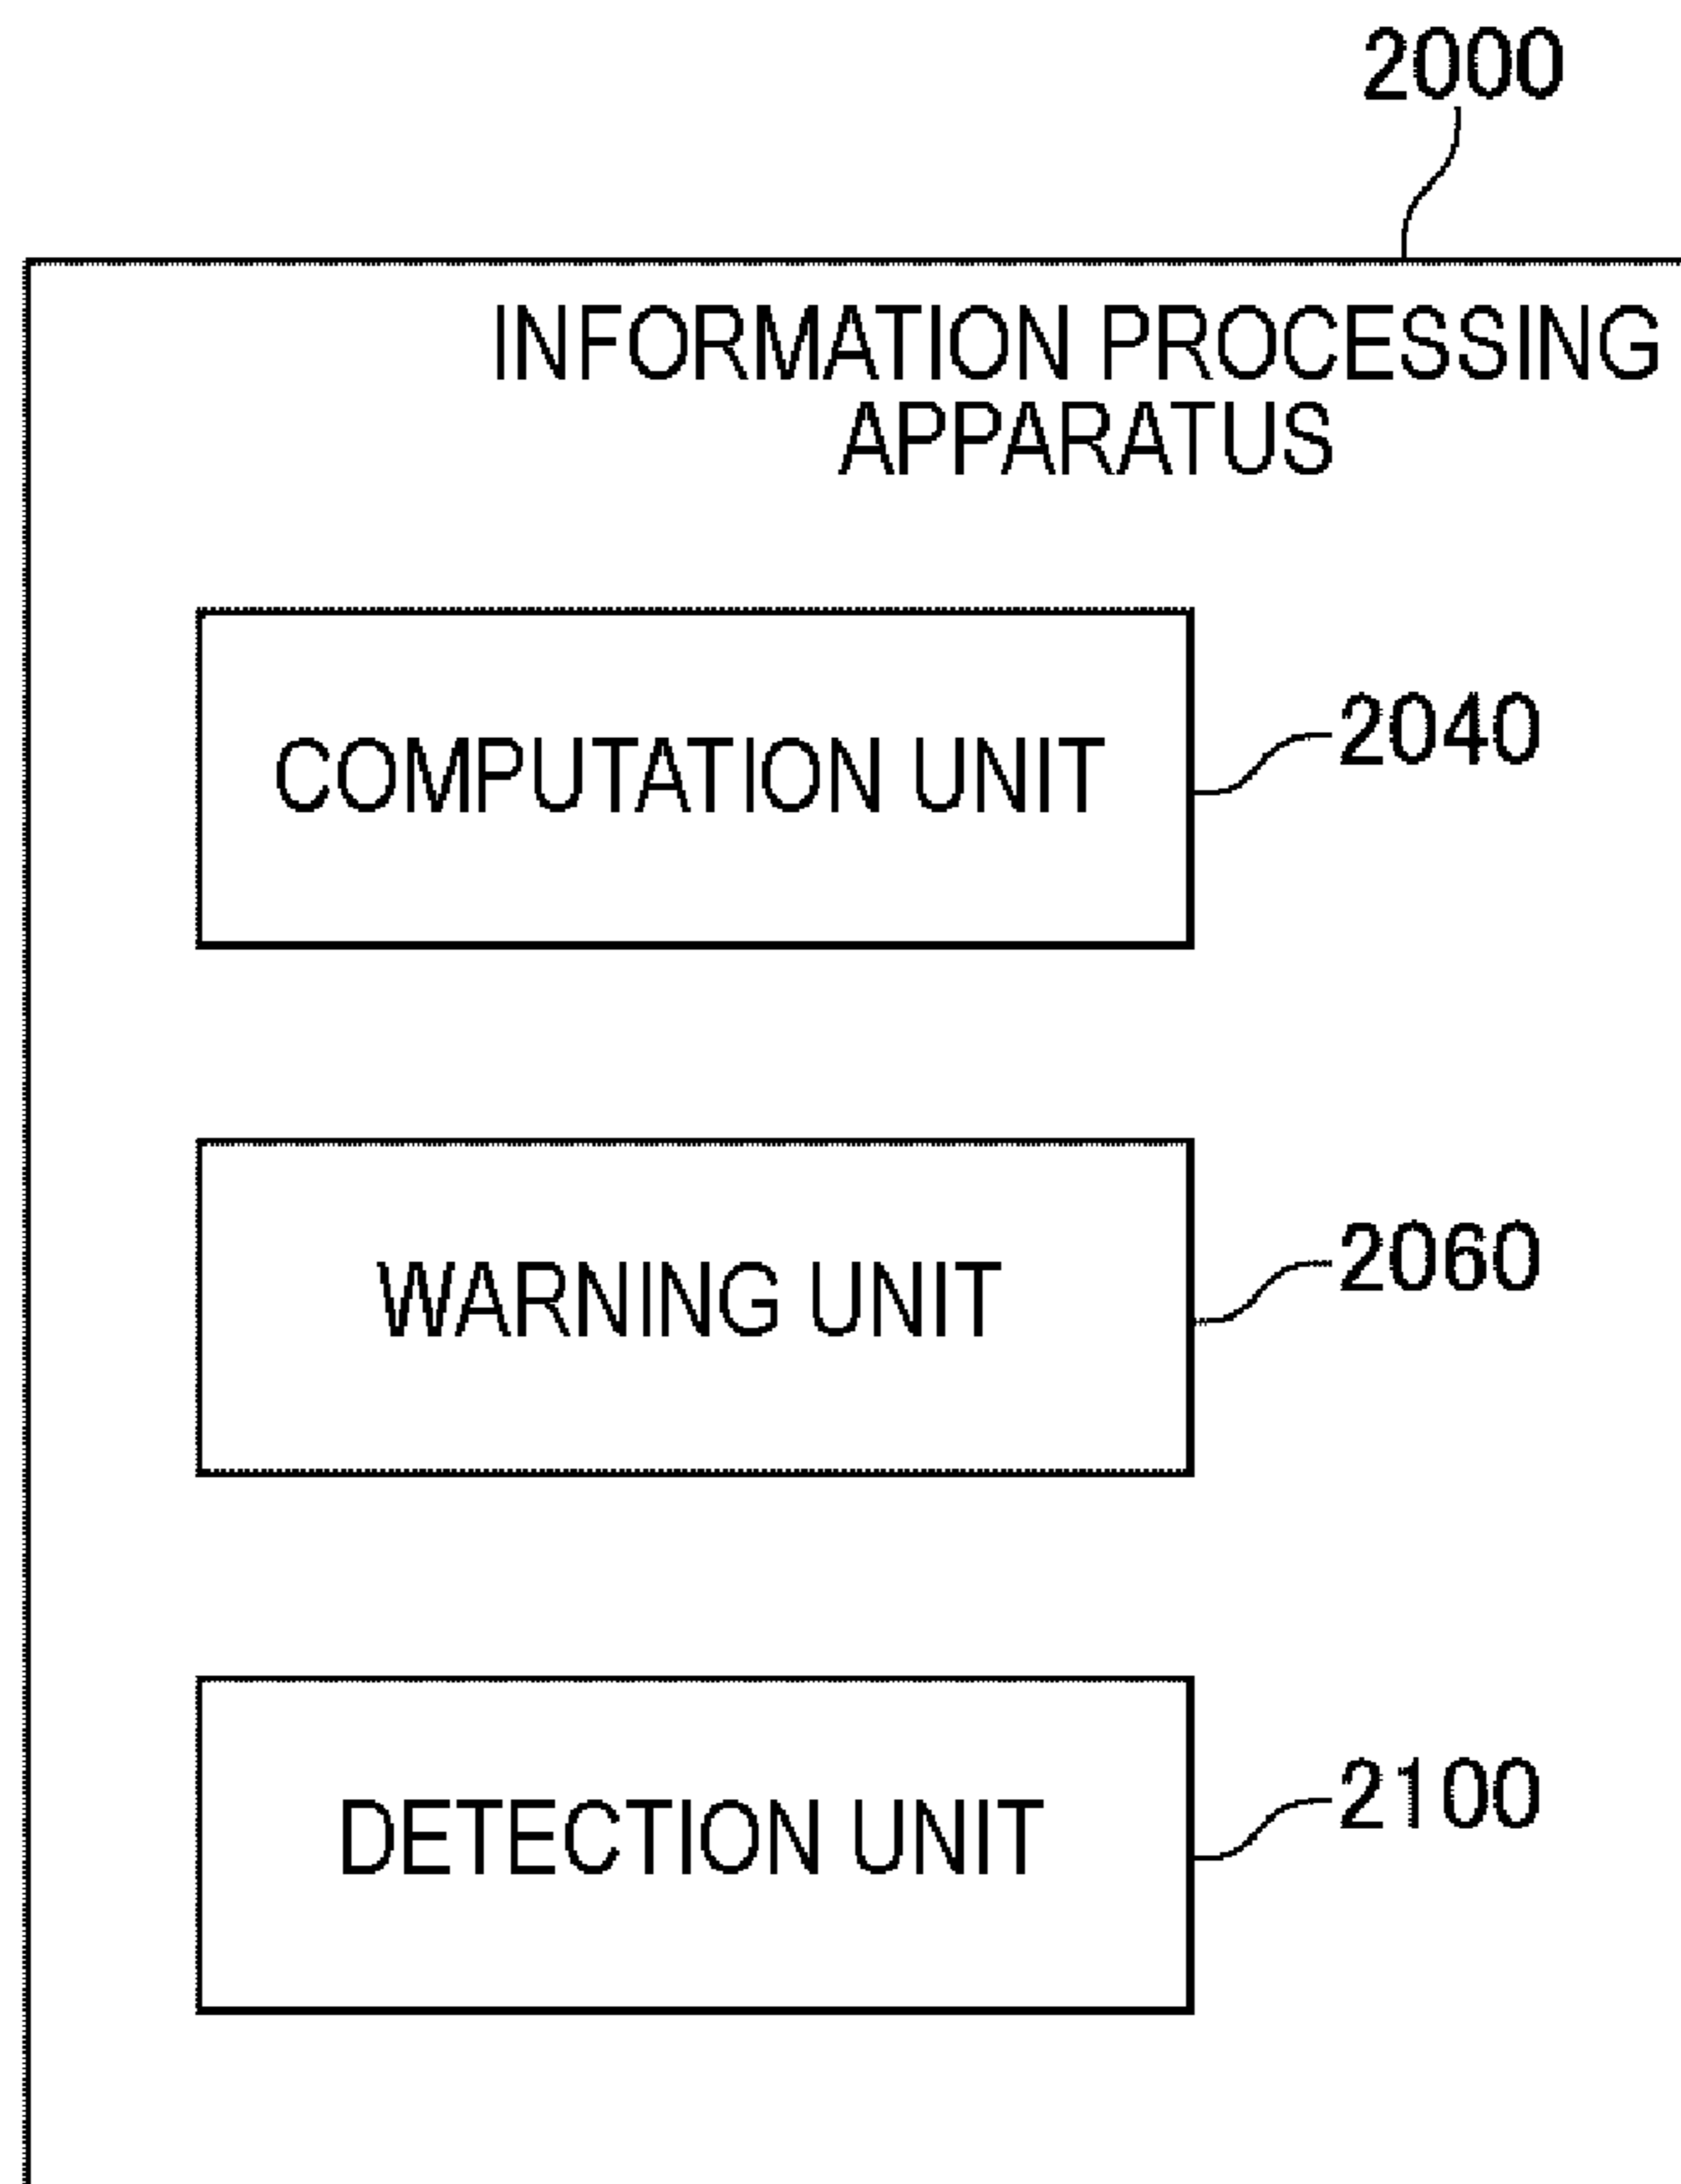 2000
INFORMATION PROCESSING
APPARATUS
COMPUTATION UNIT
2040
WARNING UNIT
2060
DETECTION UNIT
2100